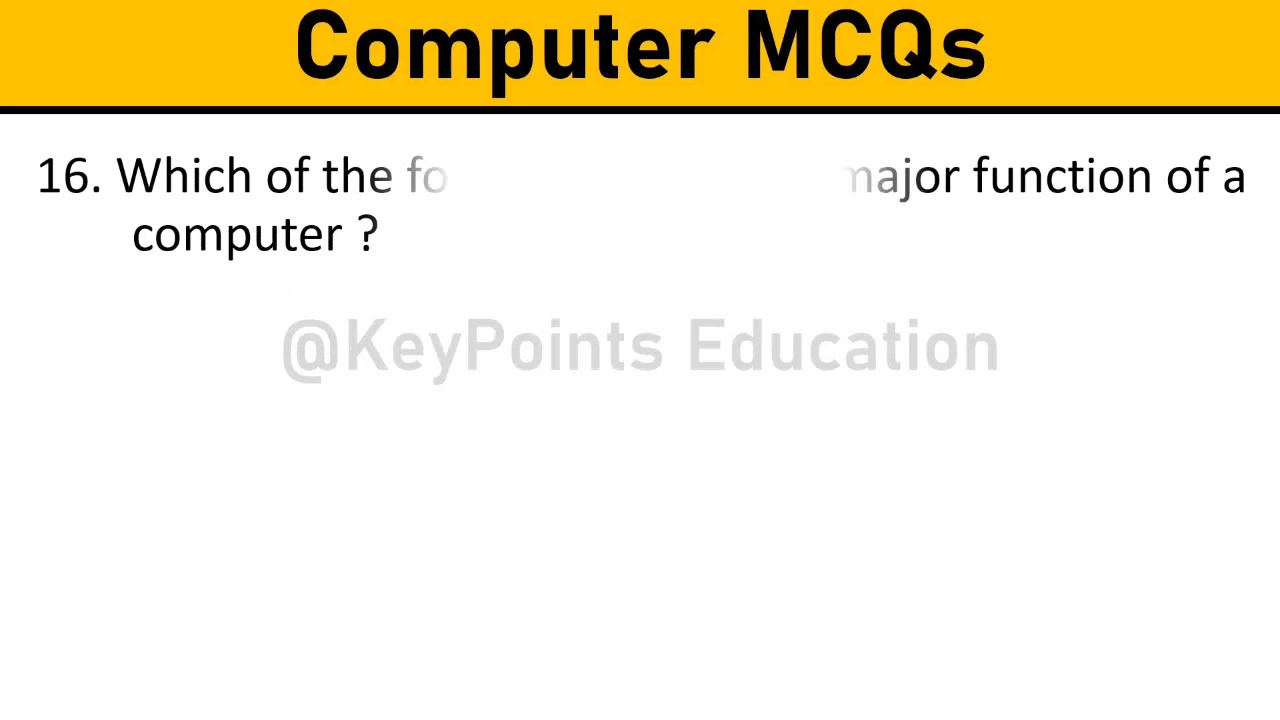 Computer MCQs
16. Which of the fo major function of a
computer ?
@KeyPoints Education